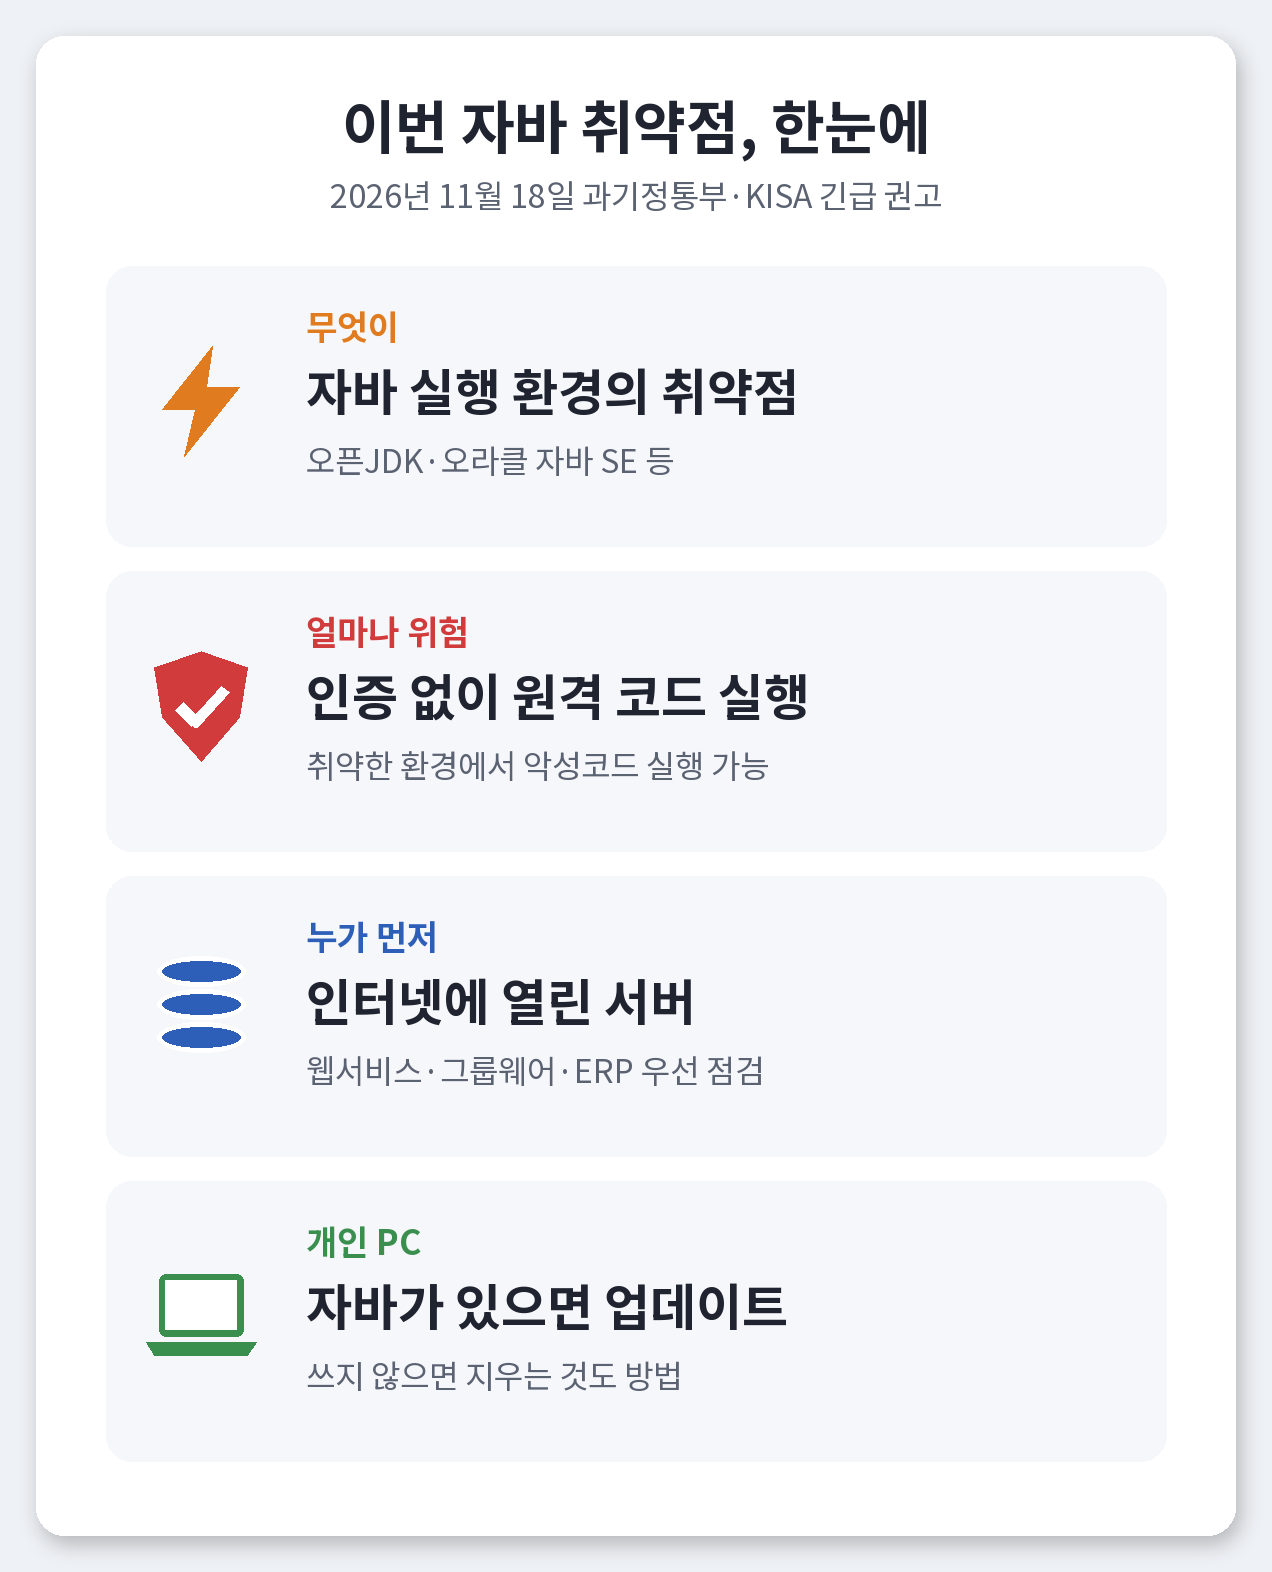 이번 자바 취약점, 한눈에
2026년 11월 18일 과기정통부·KISA 긴급 권고
무엇이
자바 실행 환경의 취약점
오픈JDK·오라클 자바 SE 등
얼마나 위험
인증 없이 원격 코드 실행
취약한 환경에서 악성코드 실행 가능
누가 먼저
인터넷에 열린 서버
웹서비스·그룹웨어·ERP 우선 점검
개인 PC
자바가 있으면 업데이트
쓰지 않으면 지우는 것도 방법